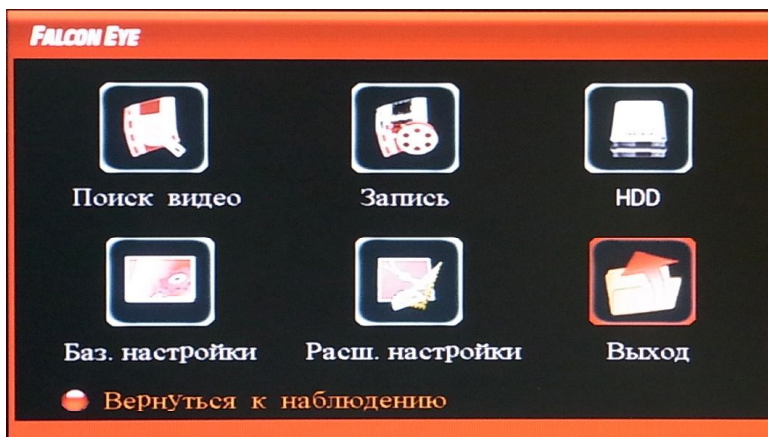 FALCON EYE
Поиск видео
Запись
HDD
Баз. настройки
Расш. настройки
Выход
Вернуться к наблюдению